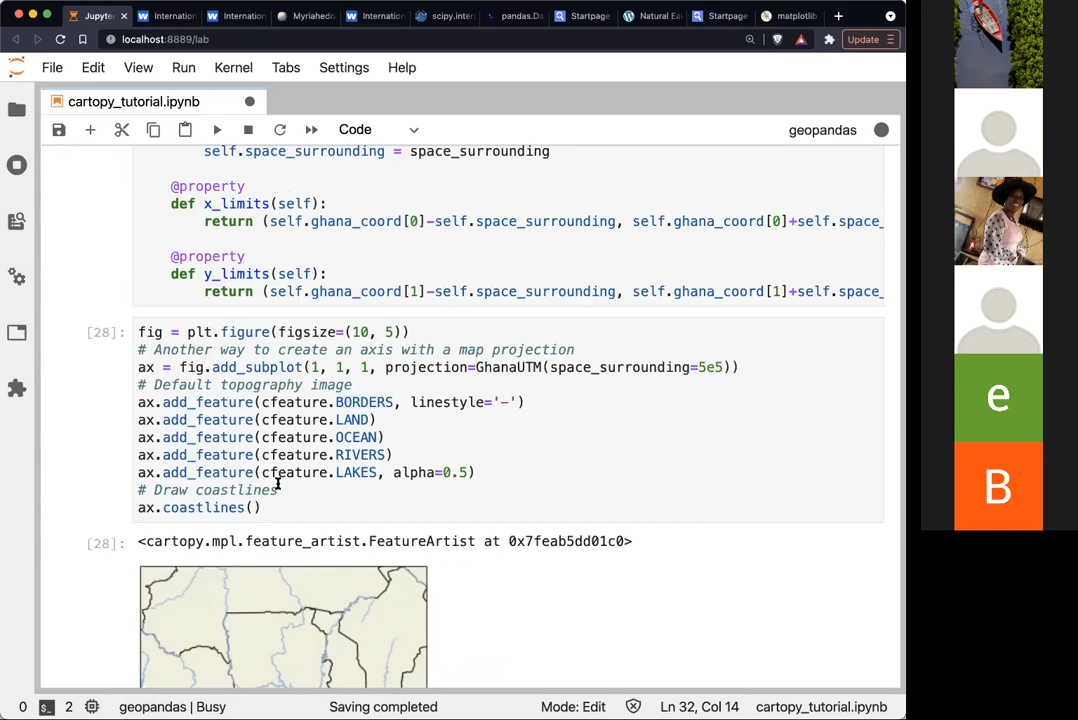 Jupyte
Internation
Internation
Myriahedra
Internation
scipy.inter
pandas.Da
Startpage
Natural Ear
Startpage
matplotlib
localhost:8889/lab
Update
File Edit View Run Kernel Tabs Settings Help
cartopy_tutorial.ipynb
Code
geopandas
self.space_surrounding = space_surrounding
@property
def x_limits(self):
return (self.ghana_coord[0]-self.space_surrounding, self.ghana_coord[0]+self.space_
@property
def y_limits(self):
return (self.ghana_coord[1]-self.space_surrounding, self.ghana_coord[1]+self.space_
[28]: fig = plt.figure(figsize=(10, 5))
# Another way to create an axis with a map projection
ax = fig.add_subplot(1, 1, 1, projection=GhanaUTM(space_surrounding=5e5))
# Default topography image
ax.add_feature(cfeature.BORDERS, linestyle='-')
ax.add_feature(cfeature.LAND)
ax.add_feature(cfeature.OCEAN)
ax.add_feature(cfeature.RIVERS)
ax.add_feature(cfeature.LAKES, alpha=0.5)
# Draw coastlines
ax.coastlines()
[28]: <cartopy.mpl.feature_artist.FeatureArtist at 0x7feab5dd01c0>
0 2 geopandas | Busy Saving completed Mode: Edit Ln 32, Col 14 cartopy_tutorial.ipynb
e
B